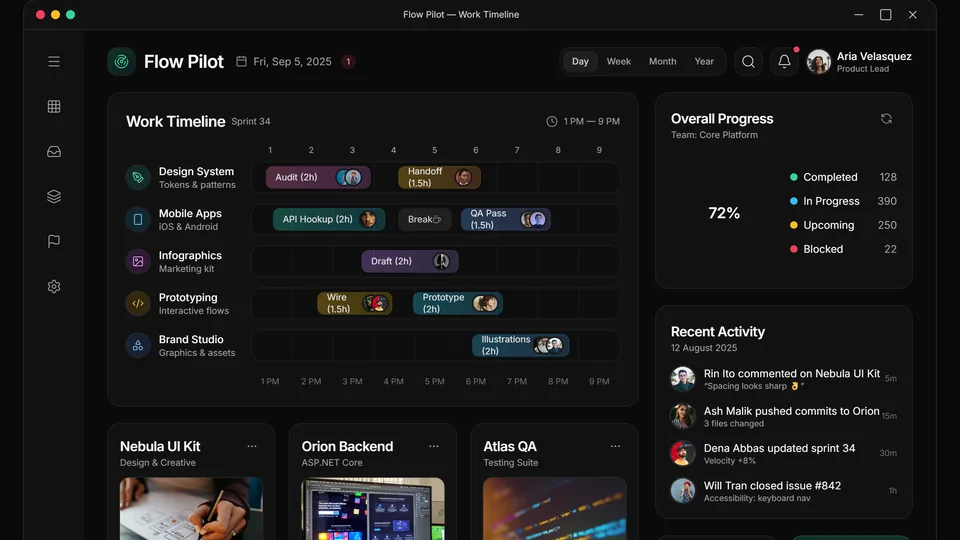 Flow Pilot — Work Timeline
Flow Pilot
Fri, Sep 5, 2025
1
Day
Week
Month
Year
Aria Velasquez
Product Lead
Work Timeline
Sprint 34
1 PM — 9 PM
1 2 3 4 5 6 7 8 9
Design System
Tokens & patterns
Audit (2h)
Handoff
(1.5h)
Mobile Apps
iOS & Android
API Hookup (2h)
Break
QA Pass
(1.5h)
Infographics
Marketing kit
Draft (2h)
Prototyping
Interactive flows
Wire
(1.5h)
Prototype
(2h)
Brand Studio
Graphics & assets
Illustrations
(2h)
1 PM 2 PM 3 PM 4 PM 5 PM 6 PM 7 PM 8 PM 9 PM
Overall Progress
Team: Core Platform
72%
Completed 128
In Progress 390
Upcoming 250
Blocked 22
Recent Activity
12 August 2025
Rin Ito commented on Nebula UI Kit 5m
“Spacing looks sharp 👌”
Ash Malik pushed commits to Orion 15m
3 files changed
Dena Abbas updated sprint 34 30m
Velocity +8%
Will Tran closed issue #842 1h
Accessibility: keyboard nav
Nebula UI Kit
Design & Creative
Orion Backend
ASP.NET Core
Atlas QA
Testing Suite